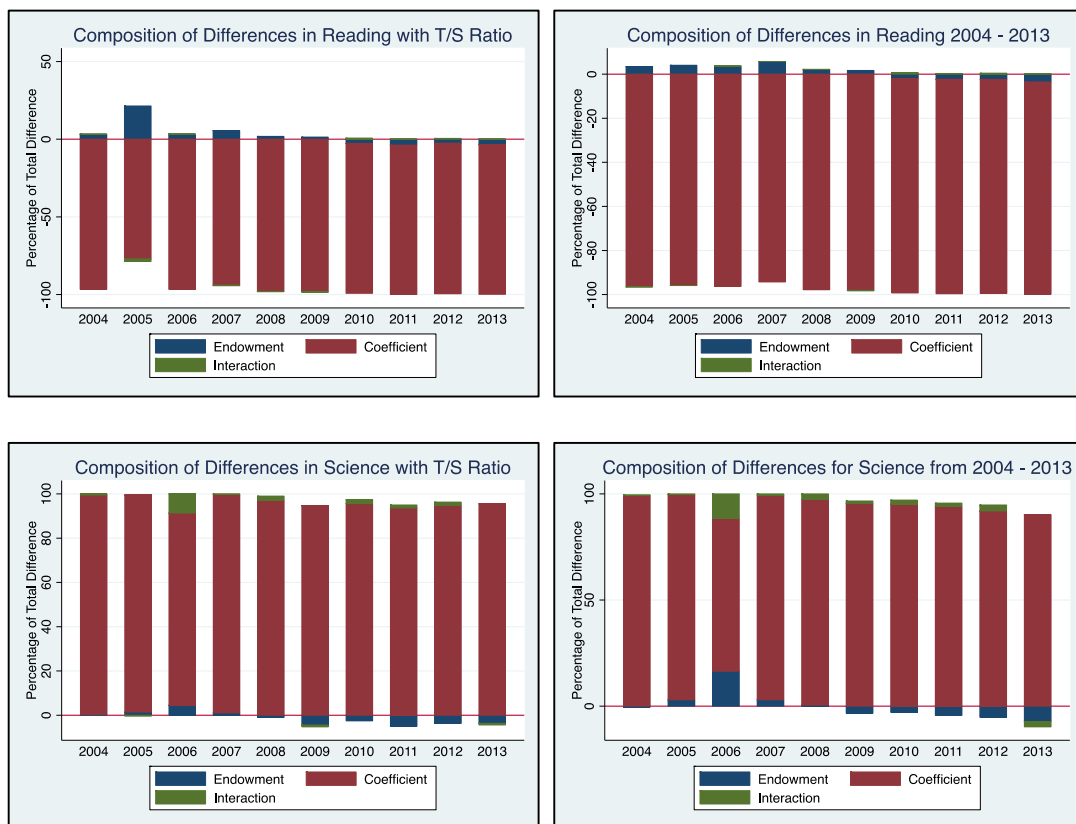 Composition of Differences in Reading with T/S Ratio
Percentage of Total Difference
50
0
-50
-100
2004 2005 2006 2007 2008 2009 2010 2011 2012 2013
Endowment Coefficient
Interaction
Composition of Differences in Reading 2004 - 2013
Percentage of Total Difference
0
-20
-40
-60
-80
-100
2004 2005 2006 2007 2008 2009 2010 2011 2012 2013
Endowment Coefficient
Interaction
Composition of Differences in Science with T/S Ratio
Percentage of Total Difference
100
80
60
40
20
0
2004 2005 2006 2007 2008 2009 2010 2011 2012 2013
Endowment Coefficient
Interaction
Composition of Differences for Science from 2004 - 2013
Percentage of Total Difference
100
50
0
2004 2005 2006 2007 2008 2009 2010 2011 2012 2013
Endowment Coefficient
Interaction